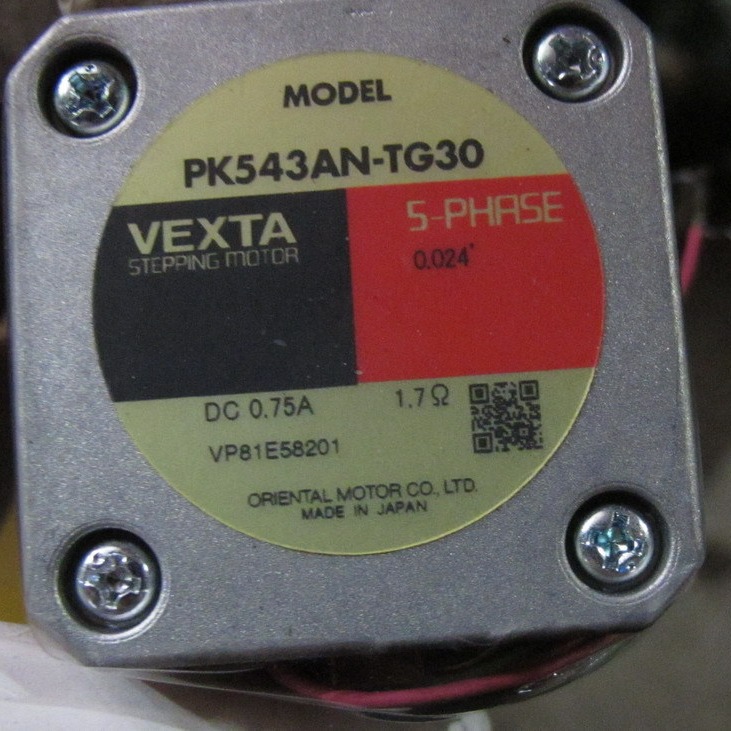 MODEL
PK543AN-TG30
VEXTA
STEPPING MOTOR
5-PHASE
0.024°
DC 0.75A
1.7Ω
VP81E58201
ORIENTAL MOTOR CO., LTD.
MADE IN JAPAN